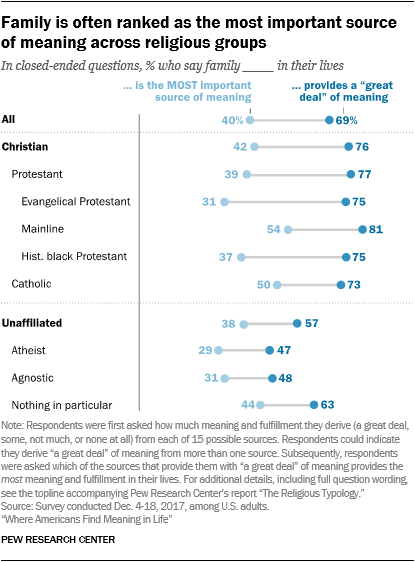 Family is often ranked as the most important source
of meaning across religious groups
In closed-ended questions, % who say family _____ in their lives
... is the MOST important
source of meaning
... provides a “great
deal” of meaning
All 40% 69%
Christian 42 76
Protestant 39 77
Evangelical Protestant 31 75
Mainline 54 81
Hist. black Protestant 37 75
Catholic 50 73
Unaffiliated 38 57
Atheist 29 47
Agnostic 31 48
Nothing in particular 44 63
Note: Respondents were first asked how much meaning and fulfillment they derive (a great deal,
some, not much, or none at all) from each of 15 possible sources. Respondents could indicate
they derive “a great deal” of meaning from more than one source. Subsequently, respondents
were asked which of the sources that provide them with “a great deal” of meaning provides the
most meaning and fulfillment in their lives. For additional details, including full question wording,
see the topline accompanying Pew Research Center’s report “The Religious Typology.”
Source: Survey conducted Dec. 4-18, 2017, among U.S. adults.
“Where Americans Find Meaning in Life”
PEW RESEARCH CENTER